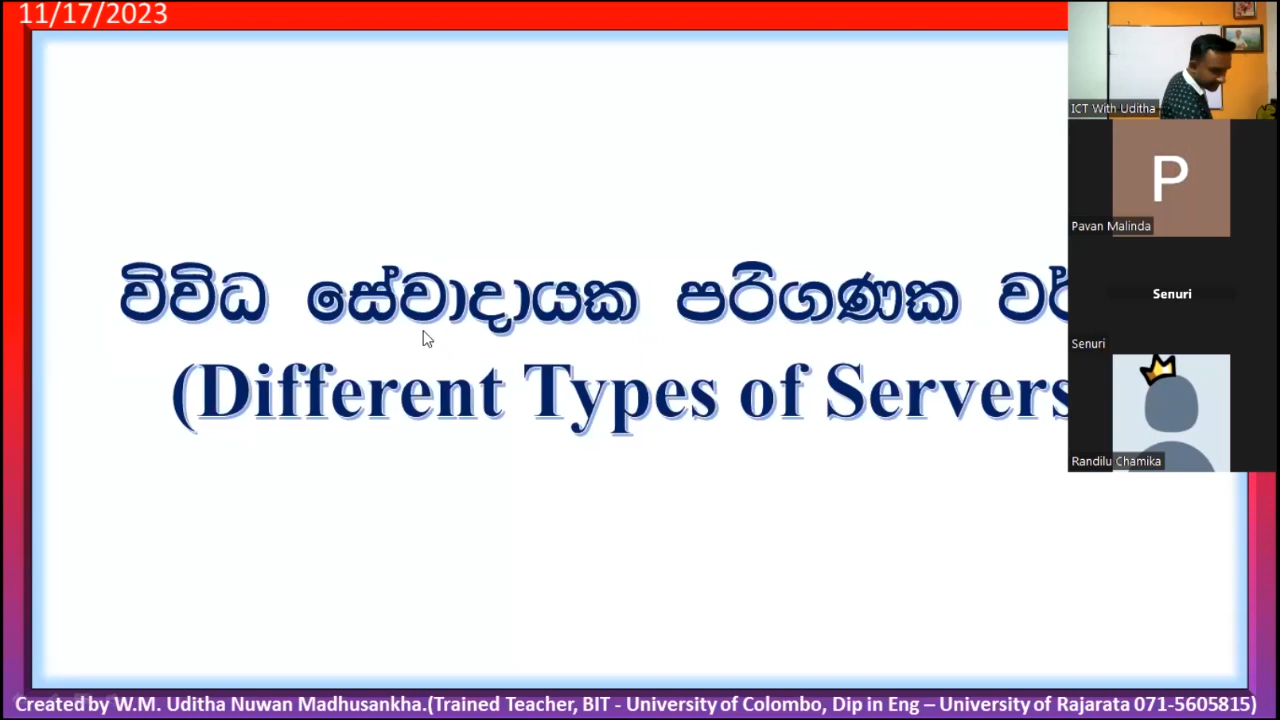 11/17/2023
විවිධ සේවාදායක පරිගණක
(Different Types of Servers
ICT With Uditha
P
Pavan Malinda
Senuri
Senuri
Randilu Chamika
Created by W.M. Uditha Nuwan Madhusankha.(Trained Teacher, BIT - University of Colombo, Dip in Eng – University of Rajarata 071-5605815)